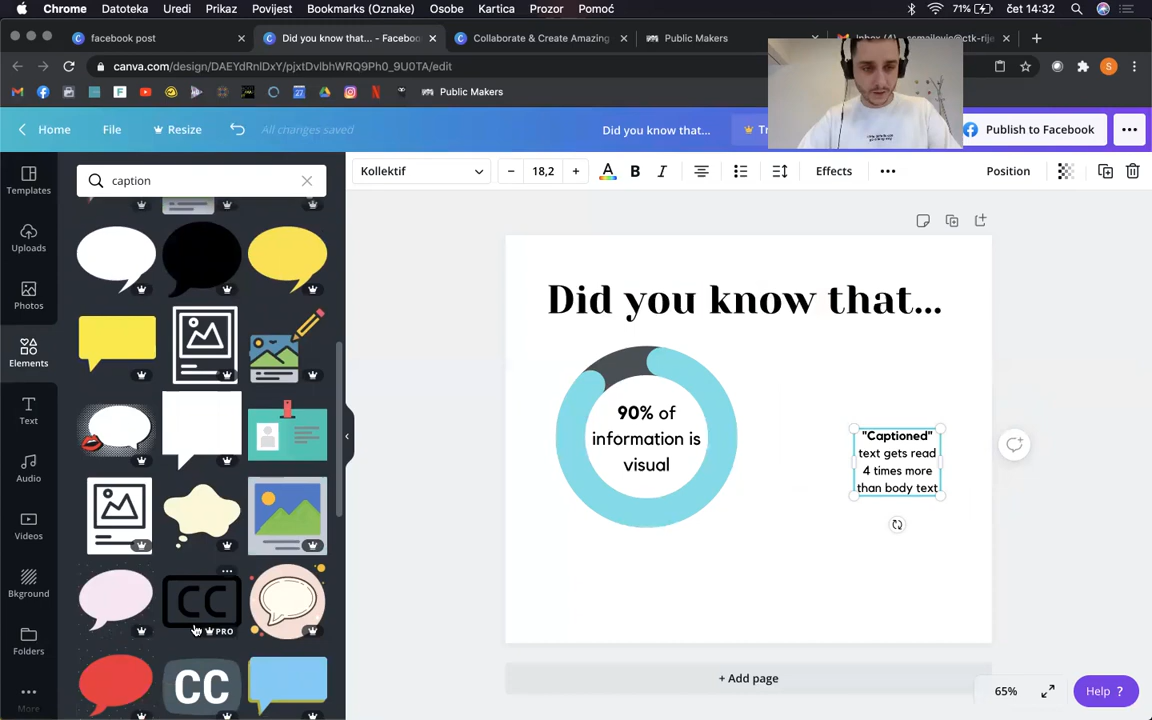 Chrome Datoteka Uredi Prikaz Povijest Bookmarks (Oznake) Osobe Kartica Prozor Pomoć 71% čet 14:32
facebook post
Did you know that... - Faceboo
Collaborate & Create Amazing
Public Makers
canva.com/design/DAEYdRnlDxY/pjxtDvlbhWRQ9Ph0_9U0TA/edit
S
Public Makers
Home File Resize All changes saved Did you know that... Publish to Facebook
Templates
Uploads
Photos
Elements
Text
Audio
Videos
Bkground
Folders
More
caption
CC
PRO
CC
Kollektif 18,2 A B I Effects Position
Did you know that...
90% of
information is
visual
"Captioned"
text gets read
4 times more
than body text
+ Add page
65% Help ?